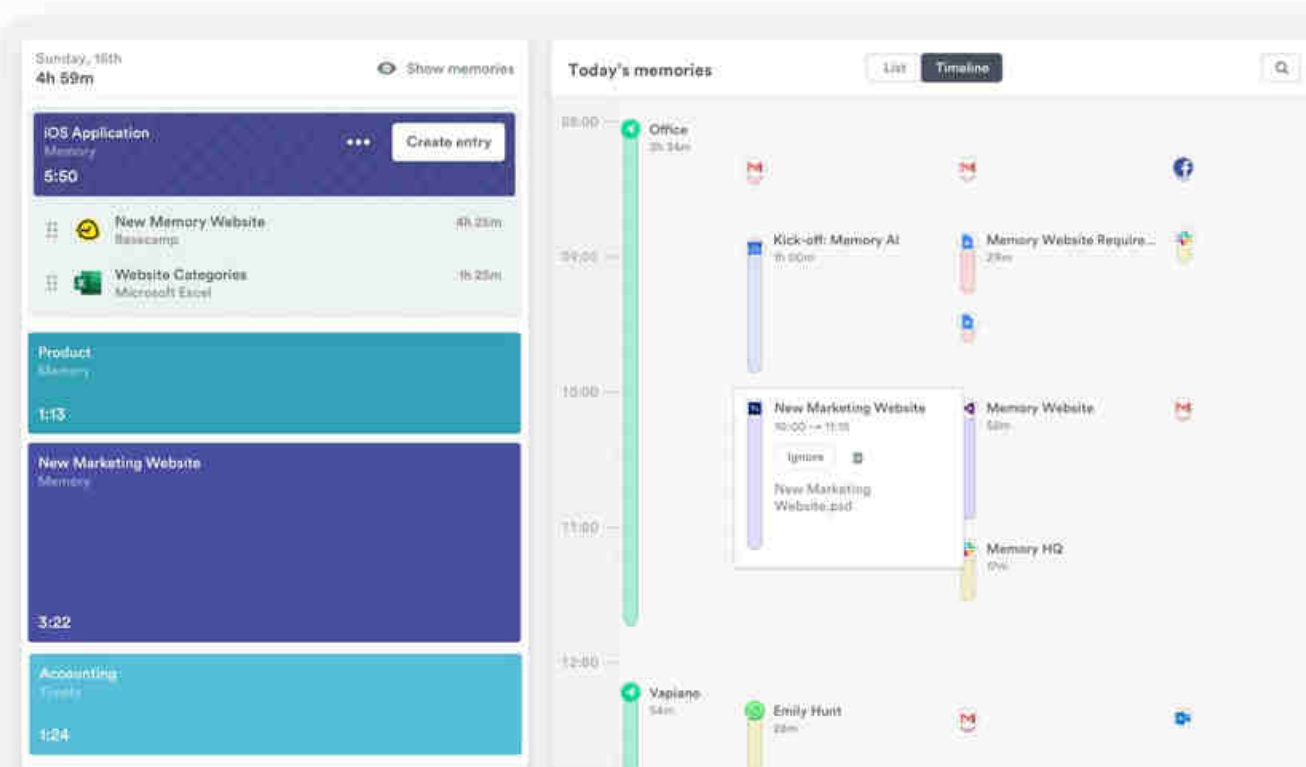 Sunday, 15th
4h 59m
Show memories
iOS Application
Memory
5:50
Create entry
New Memory Website
Basecamp
4h 25m
Website Categories
Microsoft Excel
1h 25m
Product
Memory
1:13
New Marketing Website
Memory
3:22
Accounting
Timely
1:24
Today's memories
List
Timeline
08:00
Office
3h 34m
09:00
Kick-off: Memory AI
1h 00m
Memory Website Require...
29m
10:00
New Marketing Website
10:00 → 11:15
Ignore
New Marketing
Website.psd
Memory Website
11:00
Memory HQ
17m
12:00
Vapiano
54m
Emily Hunt